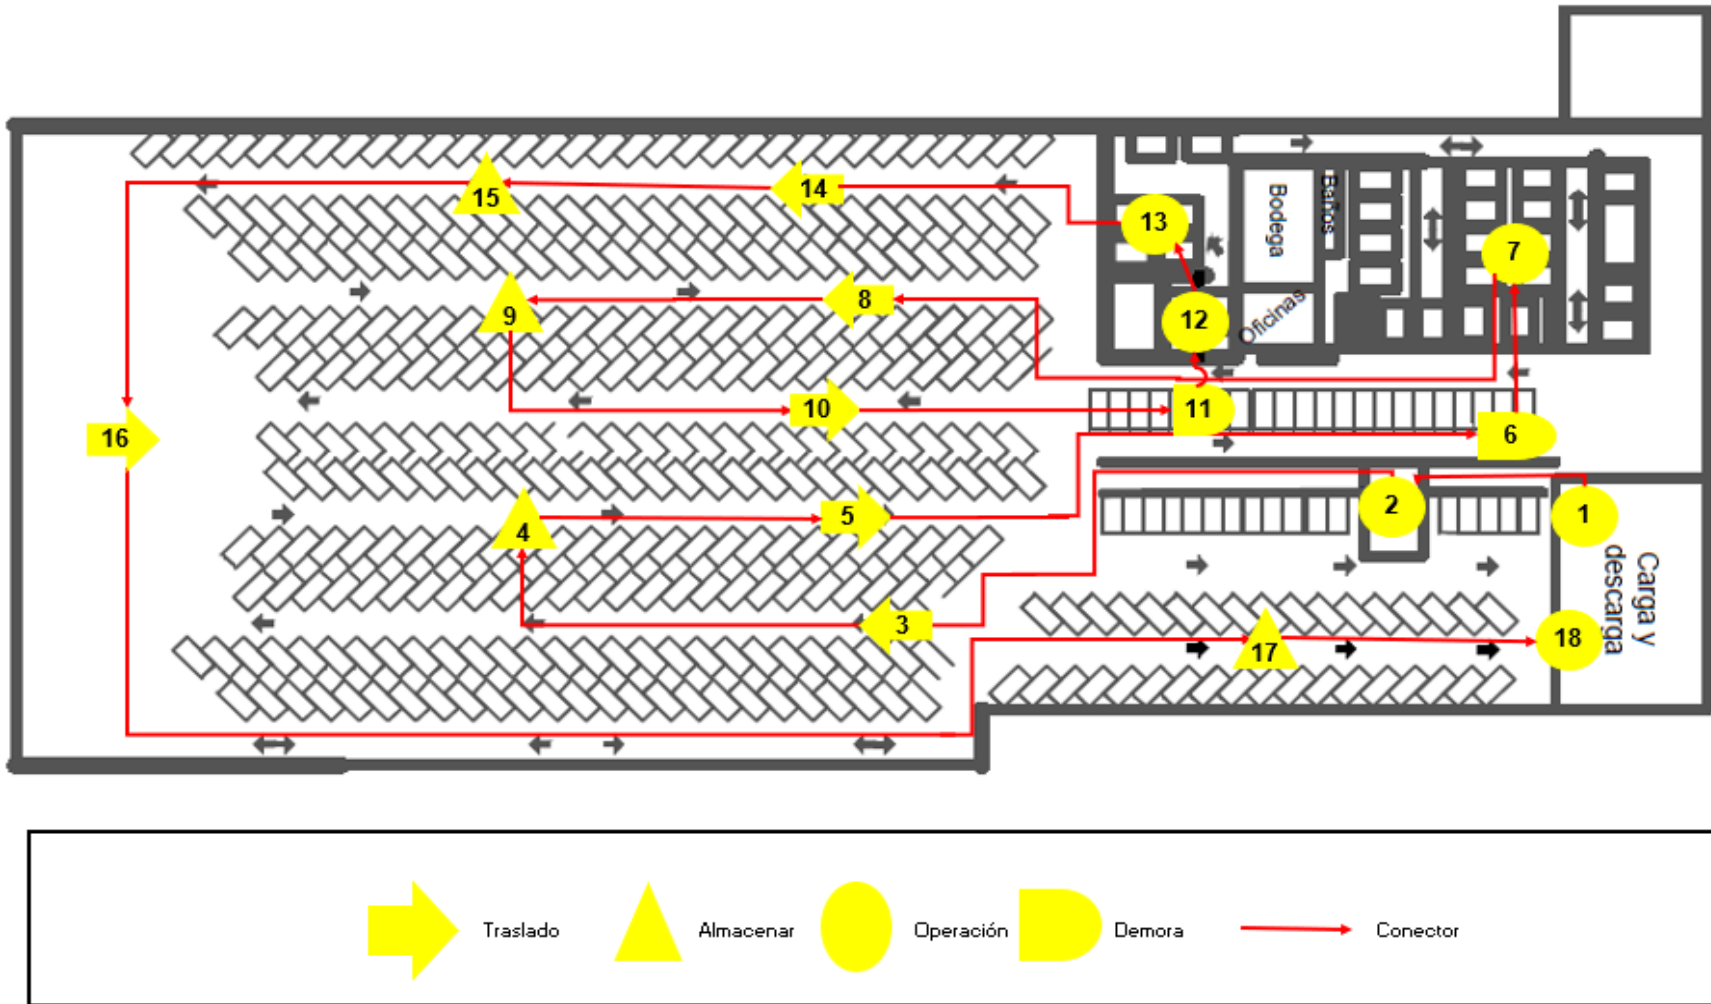 15
14
13
Bodega
Baños
7
9
8
12
Oficinas
16
10
11
6
4
5
2
1
Carga y
descarga
3
17
18
Traslado
Almacenar
Operación
Demora
Conector